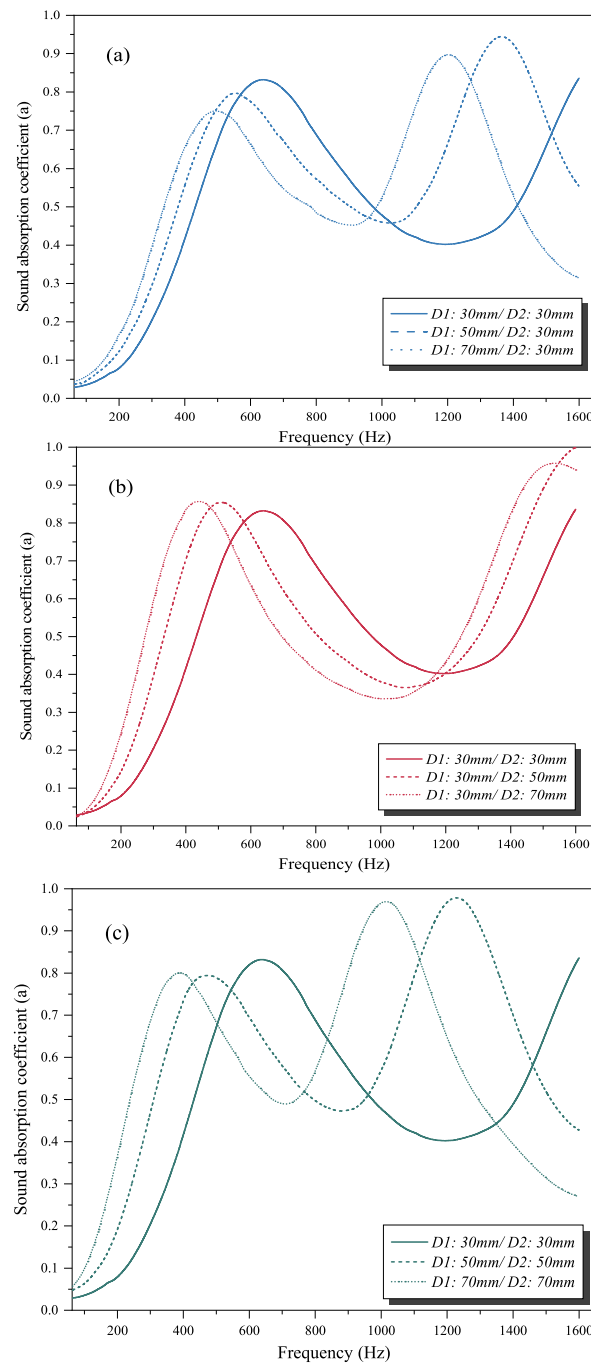 (a)
Sound absorption coefficient (a)
1.0
0.9
0.8
0.7
0.6
0.5
0.4
0.3
0.2
0.1
0.0
D1: 30mm/ D2: 30mm
D1: 50mm/ D2: 30mm
D1: 70mm/ D2: 30mm
200 400 600 800 1000 1200 1400 1600
Frequency (Hz)
(b)
Sound absorption coefficient (a)
1.0
0.9
0.8
0.7
0.6
0.5
0.4
0.3
0.2
0.1
0.0
D1: 30mm/ D2: 30mm
D1: 30mm/ D2: 50mm
D1: 30mm/ D2: 70mm
200 400 600 800 1000 1200 1400 1600
Frequency (Hz)
(c)
Sound absorption coefficient (a)
1.0
0.9
0.8
0.7
0.6
0.5
0.4
0.3
0.2
0.1
0.0
D1: 30mm/ D2: 30mm
D1: 50mm/ D2: 50mm
D1: 70mm/ D2: 70mm
200 400 600 800 1000 1200 1400 1600
Frequency (Hz)